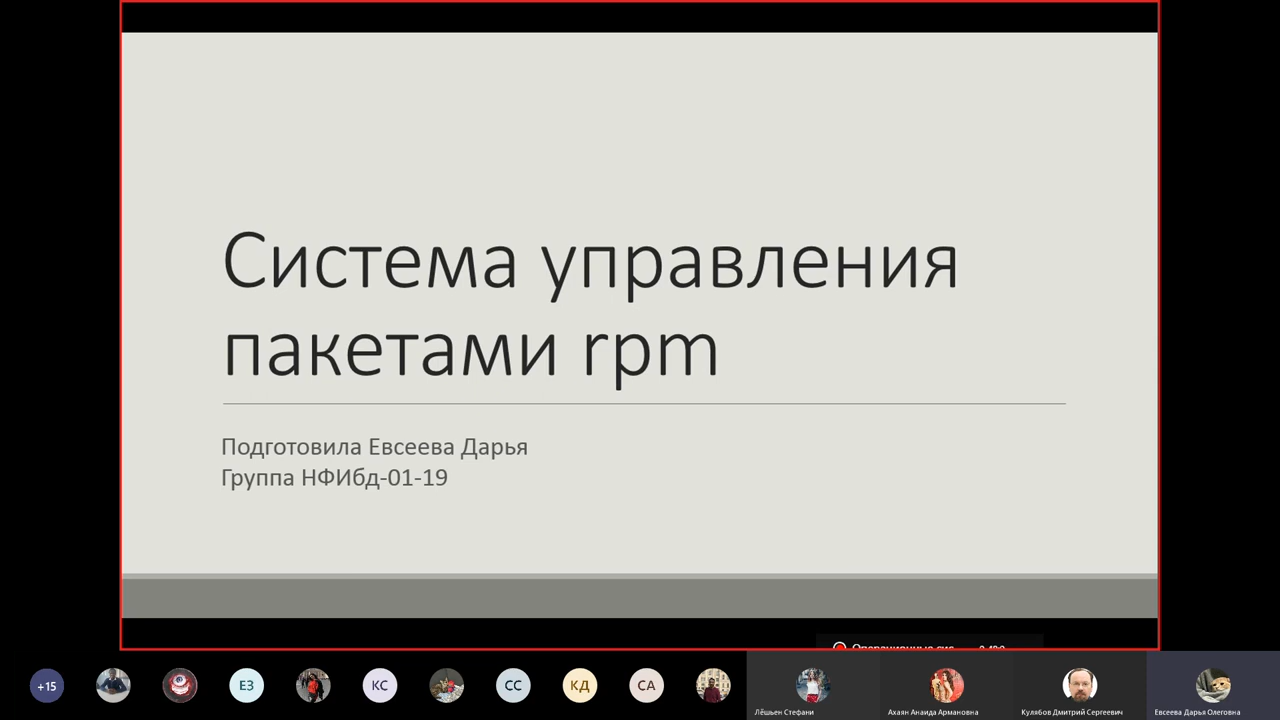 Система управления
пакетами rpm
Подготовила Евсеева Дарья
Группа НФИбд-01-19
+15
ЕЗ
КС
СС
КД
СА
Лёшьен Стефани
Ахаян Анаида Армановна
Кулябов Дмитрий Сергеевич
Евсеева Дарья Олеговна